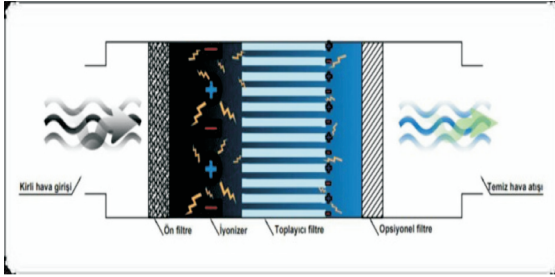 Kirli hava girişi
Temiz hava atışı
Ön filtre
İyonizer
Toplayıcı filtre
Opsiyonel filtre